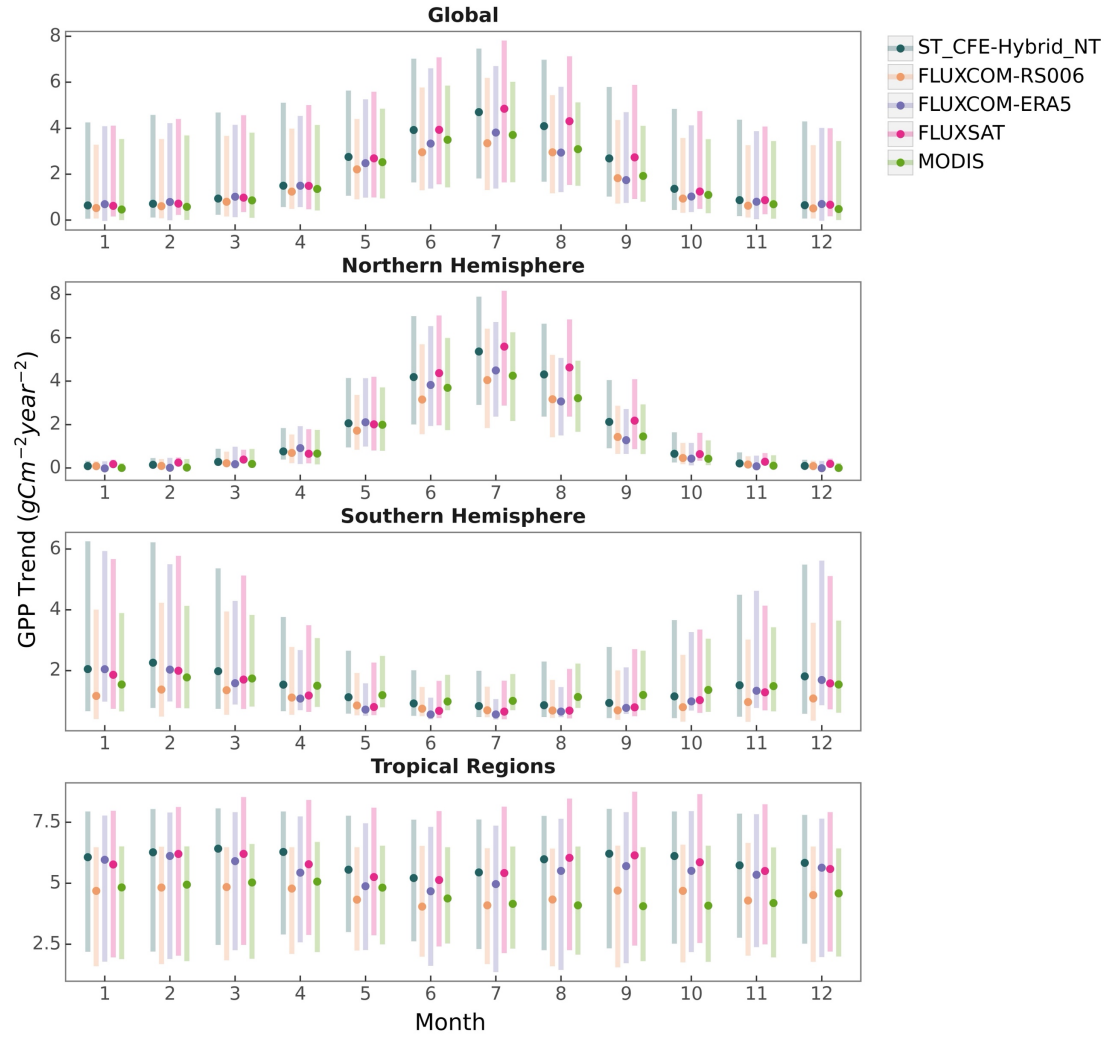 Global
8
6
4
2
0
1 2 3 4 5 6 7 8 9 10 11 12
ST_CFE-Hybrid_NT
FLUXCOM-RS006
FLUXCOM-ERA5
FLUXSAT
MODIS
Northern Hemisphere
8
6
4
2
0
1 2 3 4 5 6 7 8 9 10 11 12
GPP Trend (gCm⁻²year⁻²)
Southern Hemisphere
6
4
2
1 2 3 4 5 6 7 8 9 10 11 12
Tropical Regions
7.5
5
2.5
1 2 3 4 5 6 7 8 9 10 11 12
Month